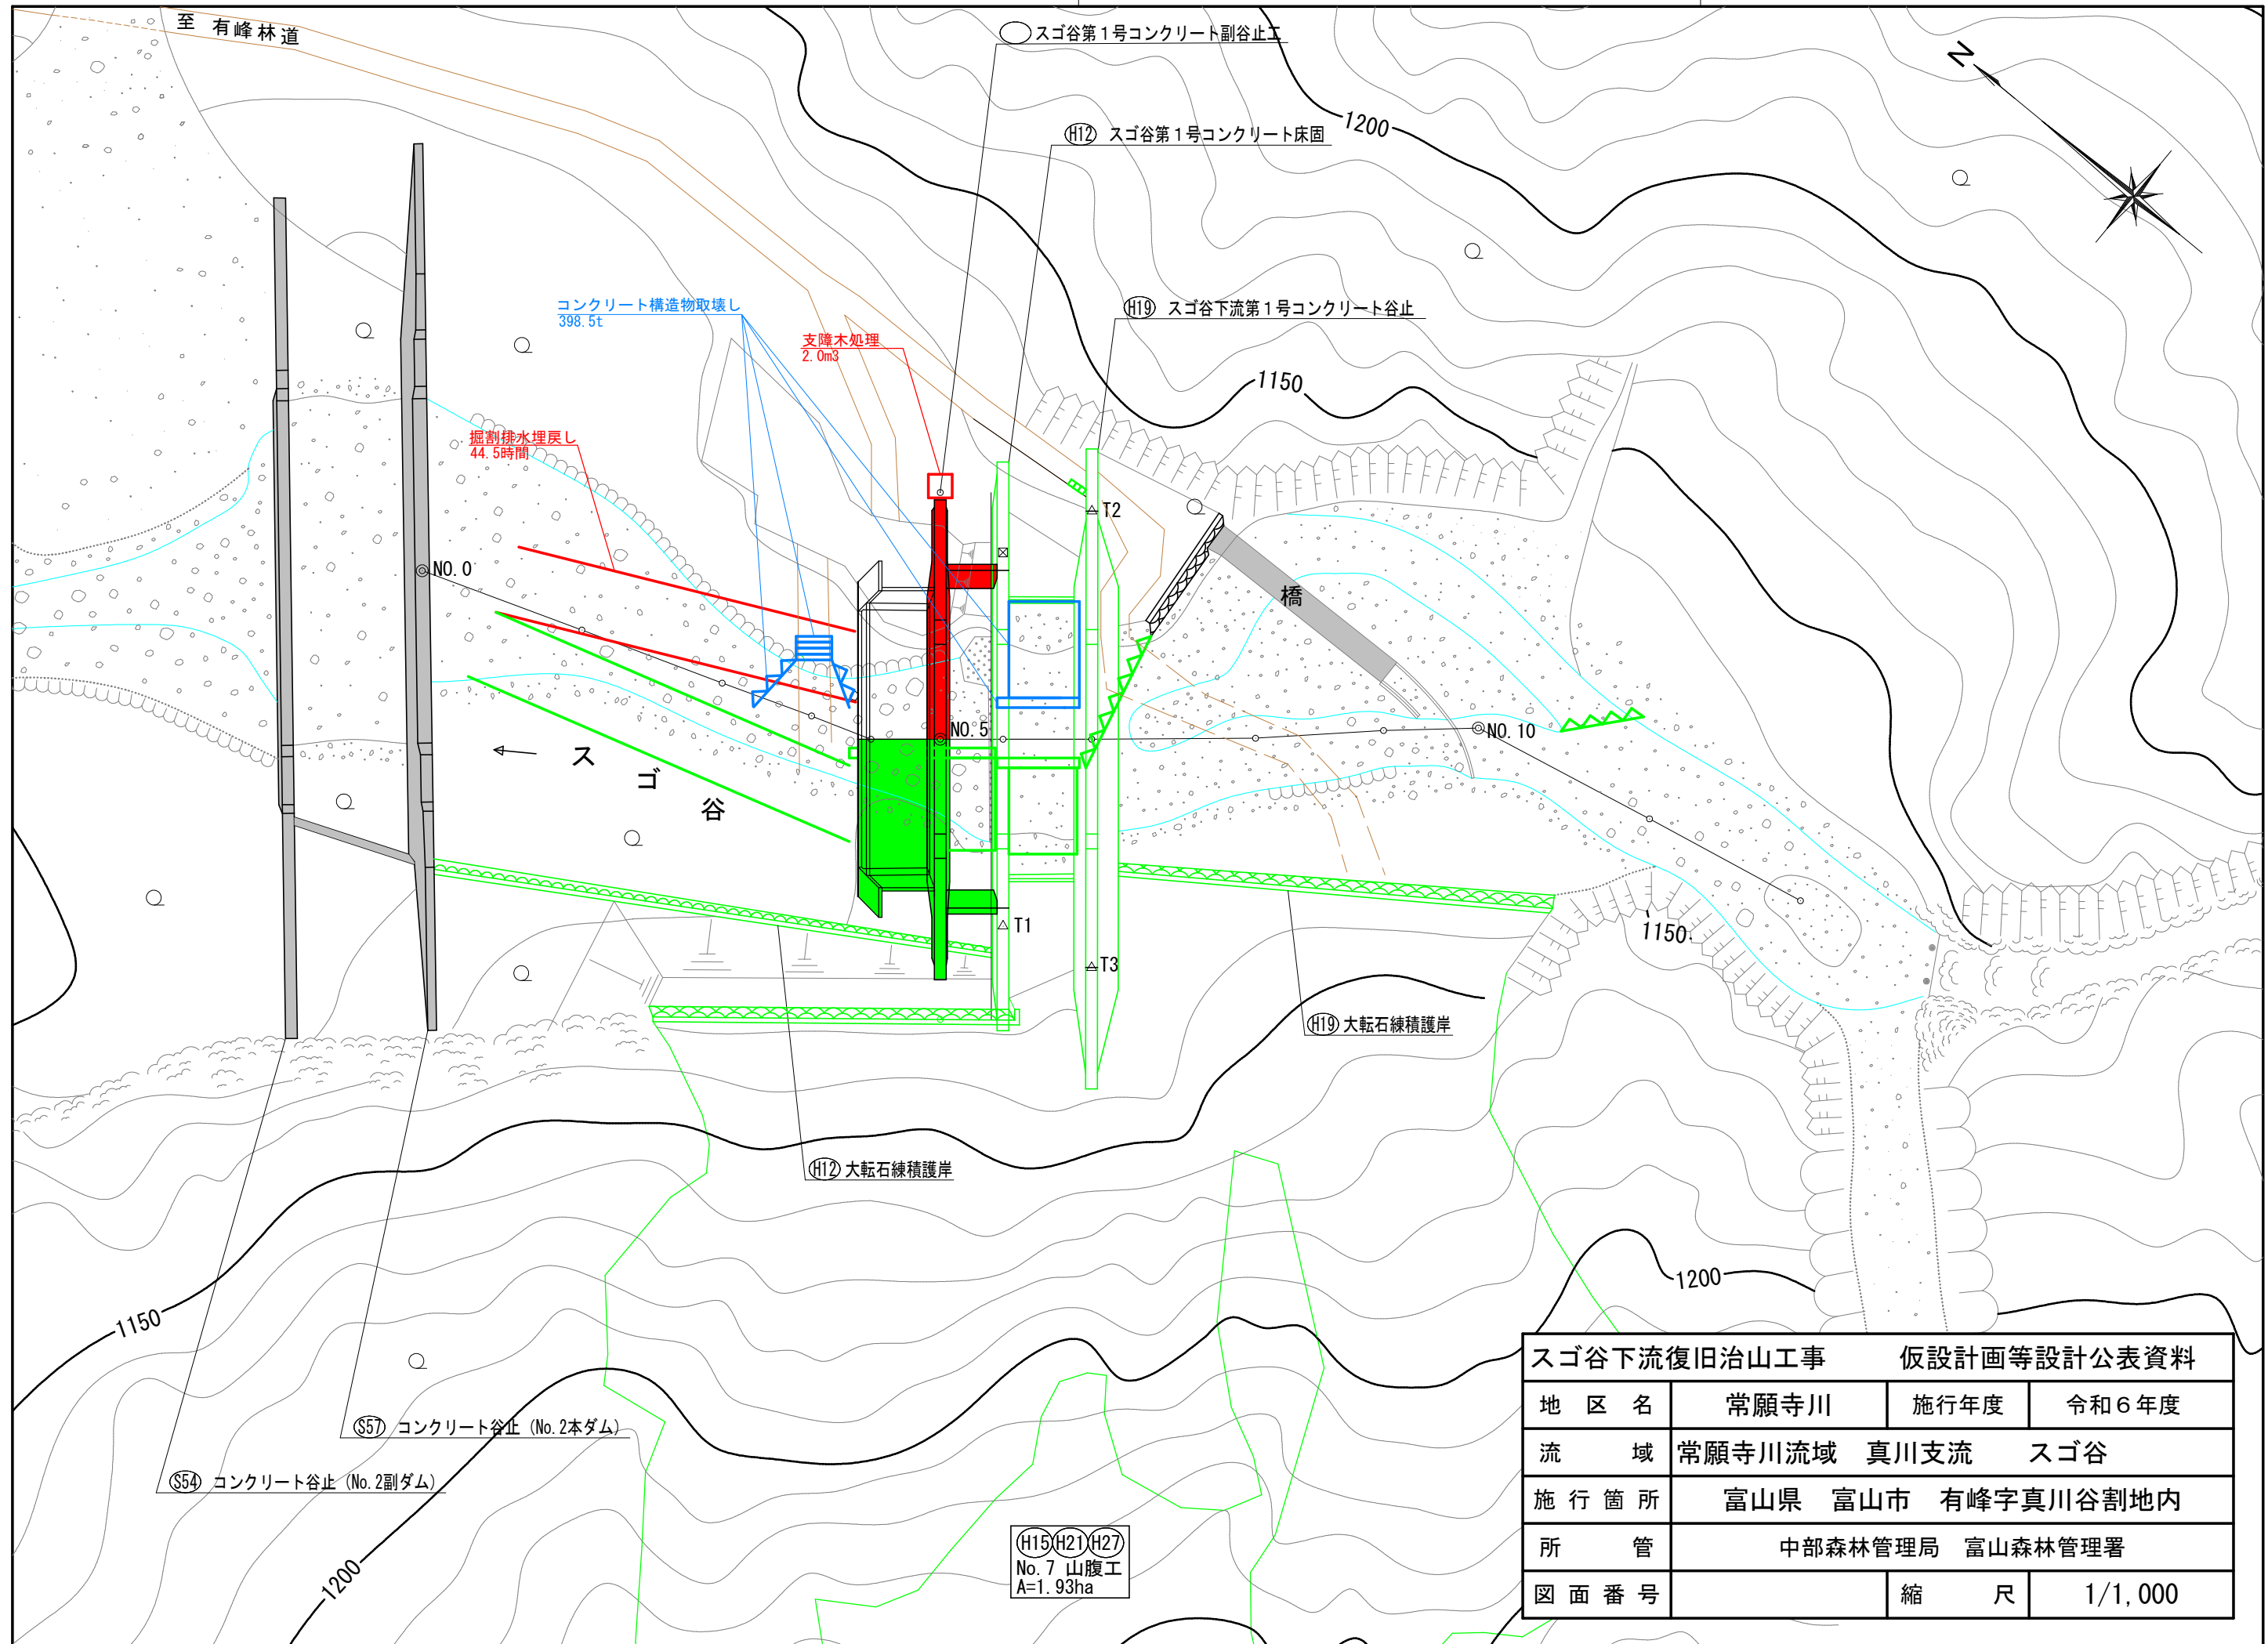 至 有峰林道
スゴ谷第1号コンクリート副谷止工
N
H12 スゴ谷第1号コンクリート床固
1200
コンクリート構造物取壊し
398.5t
H19 スゴ谷下流第1号コンクリート谷止
支障木処理
2.0m3
1150
掘割排水埋戻し
44.5時間
T2
NO.0
橋
NO.5
NO.10
スゴ谷
T1
1150
T3
H19 大転石練積護岸
H12 大転石練積護岸
1200
1150
S57 コンクリート谷止(No.2本ダム)
S54 コンクリート谷止(No.2副ダム)
1200
H15 H21 H27
No.7 山腹工
A=1.93ha
スゴ谷下流復旧治山工事 仮設計画等設計公表資料
地区名 常願寺川 施行年度 令和6年度
流域 常願寺川流域 真川支流 スゴ谷
施行箇所 富山県 富山市 有峰字真川谷割地内
所管 中部森林管理局 富山森林管理署
図面番号 縮尺 1/1,000